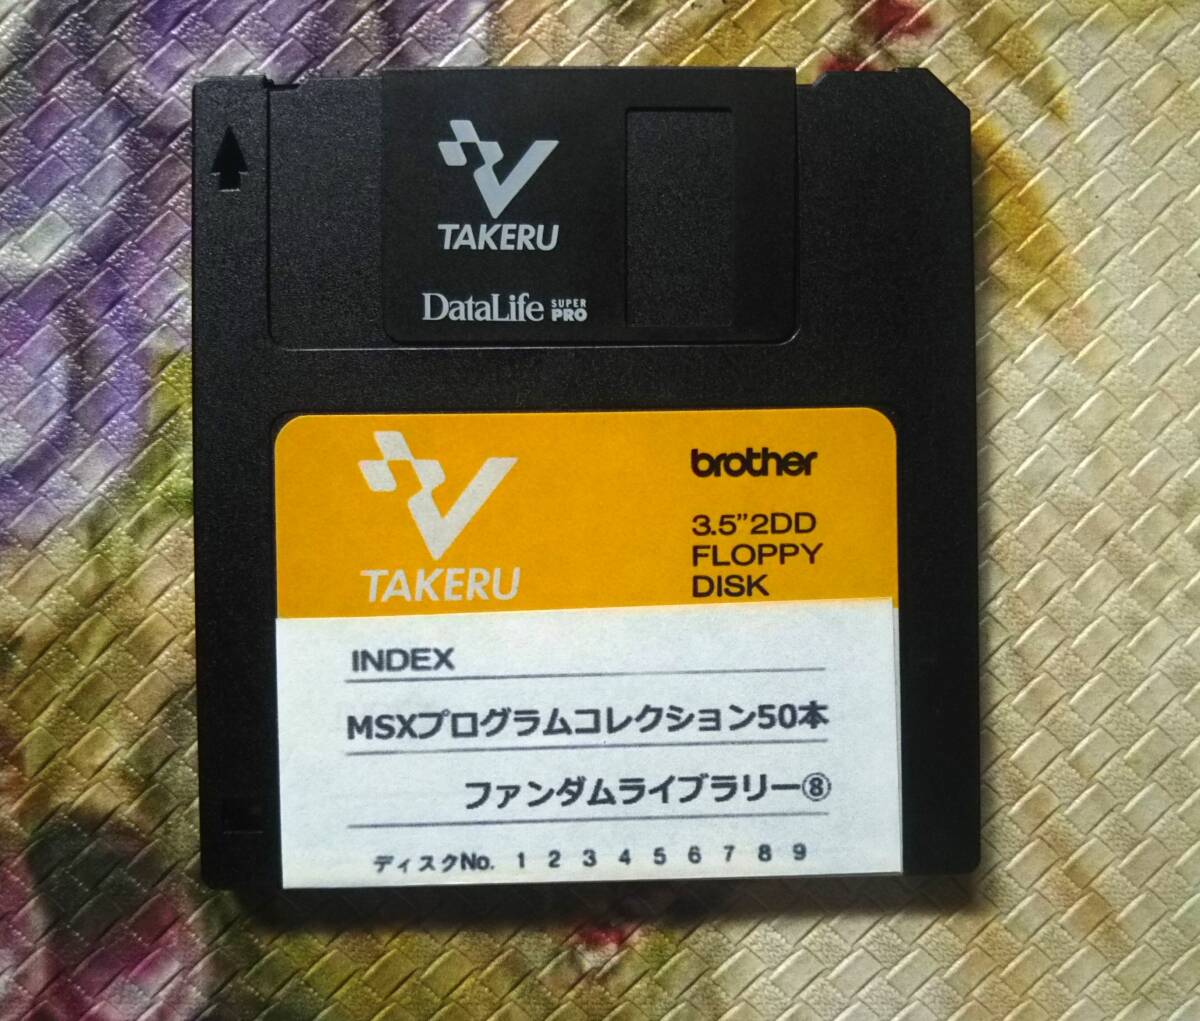 TAKERU
DataLife SUPER PRO
TAKERU
brother
3.5"2DD
FLOPPY
DISK
INDEX
MSXプログラムコレクション50本
ファンダムライブラリー⑧
ディスクNo. 1 2 3 4 5 6 7 8 9